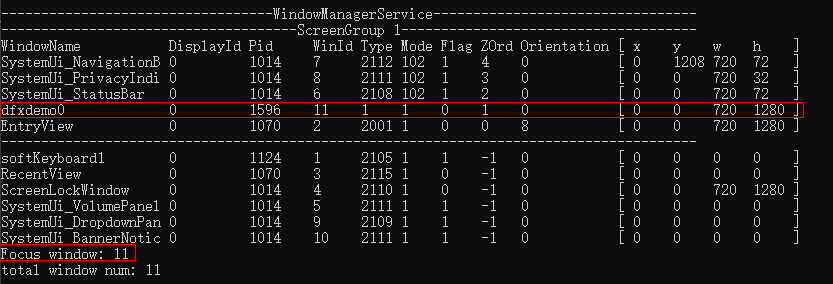 -------------------------------WindowManagerService-------------------------------
----------------------------------ScreenGroup 1-----------------------------------
WindowName DisplayId Pid WinId Type Mode Flag ZOrd Orientation [ x y w h ]
SystemUi_NavigationB 0 1014 7 2112 102 1 4 0 [ 0 1208 720 72 ]
SystemUi_PrivacyIndi 0 1014 8 2111 102 1 3 0 [ 0 0 720 32 ]
SystemUi_StatusBar 0 1014 6 2108 102 1 2 0 [ 0 0 720 72 ]
dfxdemo0 0 1596 11 1 1 0 1 0 [ 0 0 720 1280 ]
EntryView 0 1070 2 2001 1 0 0 8 [ 0 0 720 1280 ]
----------------------------------------------------------------------------------
softKeyboard1 0 1124 1 2105 1 1 -1 0 [ 0 0 0 0 ]
RecentView 0 1070 3 2115 1 0 -1 0 [ 0 0 0 0 ]
ScreenLockWindow 0 1014 4 2110 1 0 -1 0 [ 0 0 720 1280 ]
SystemUi_VolumePanel 0 1014 5 2111 1 1 -1 0 [ 0 0 0 0 ]
SystemUi_DropdownPan 0 1014 9 2109 1 1 -1 0 [ 0 0 0 0 ]
SystemUi_BannerNotic 0 1014 10 2111 1 1 -1 0 [ 0 0 0 0 ]
Focus window: 11
total window num: 11